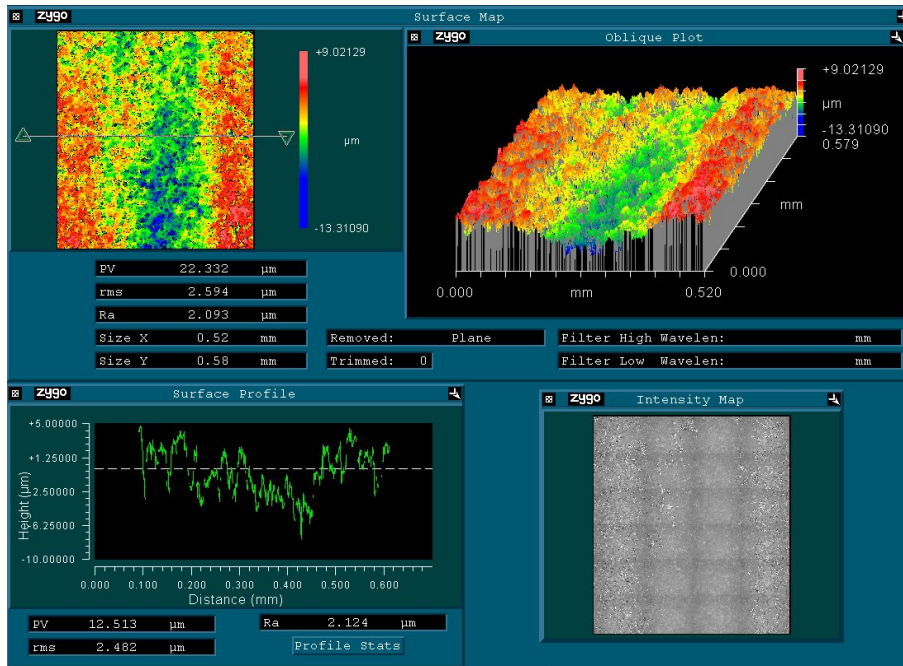 zygo Surface Map
+9.02129
µm
-13.31090
zygo Oblique Plot
+9.02129
µm
-13.31090
0.579
mm
0.000
0.000 mm 0.520
PV 22.332 µm
rms 2.594 µm
Ra 2.093 µm
Size X 0.52 mm
Size Y 0.58 mm
Removed: Plane
Trimmed: 0
Filter High Wavelen: mm
Filter Low Wavelen: mm
zygo Surface Profile
+5.00000
+1.25000
-2.50000
-6.25000
-10.00000
Height (µm)
0.000 0.100 0.200 0.300 0.400 0.500 0.600
Distance (mm)
PV 12.513 µm
rms 2.482 µm
Ra 2.124 µm
Profile Stats
zygo Intensity Map